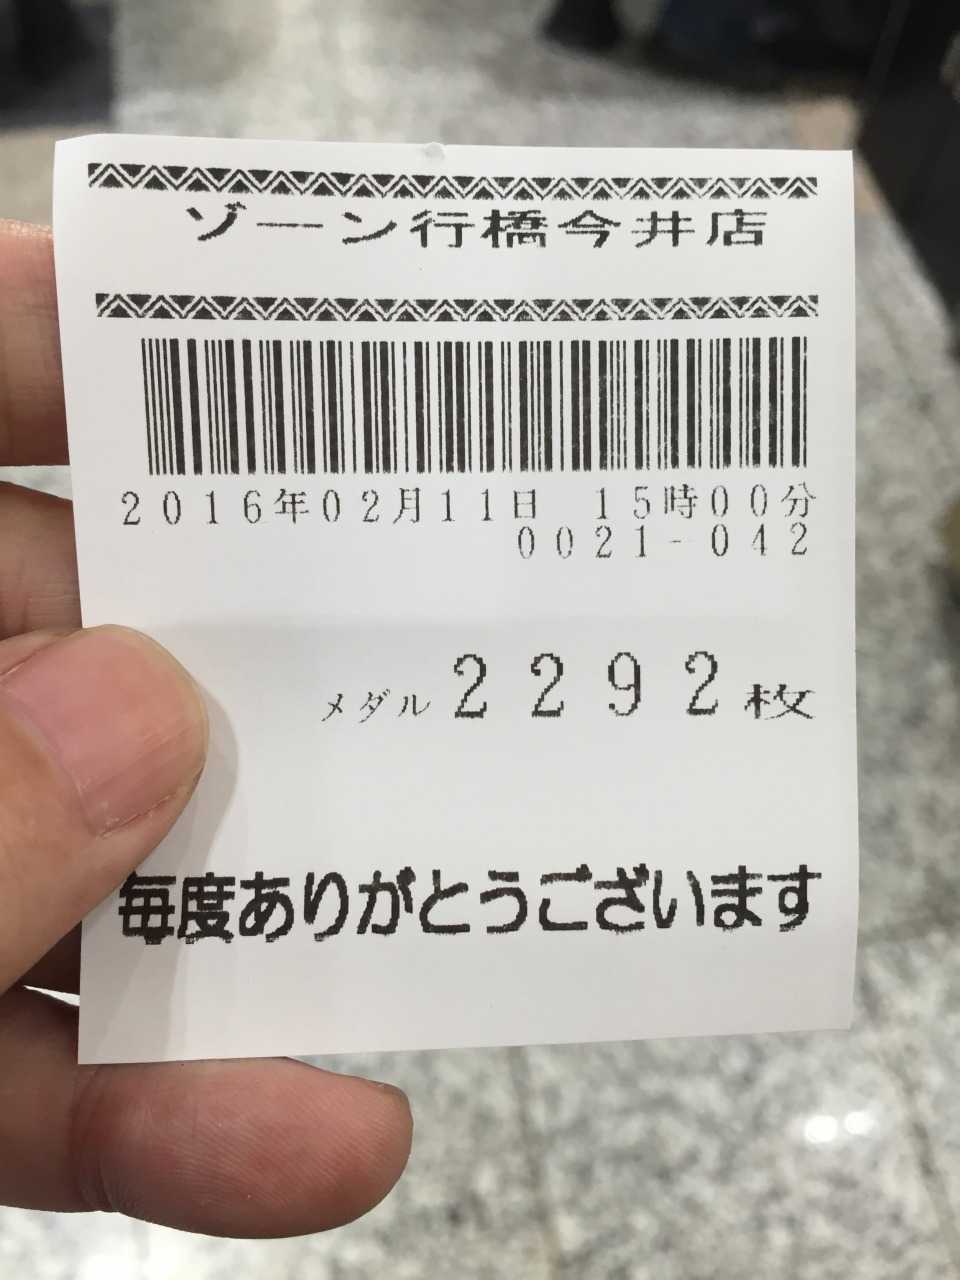 ゾーン行橋今井店
2016年02月11日 15時00分
0021-042
メダル2292枚
毎度ありがとうございます